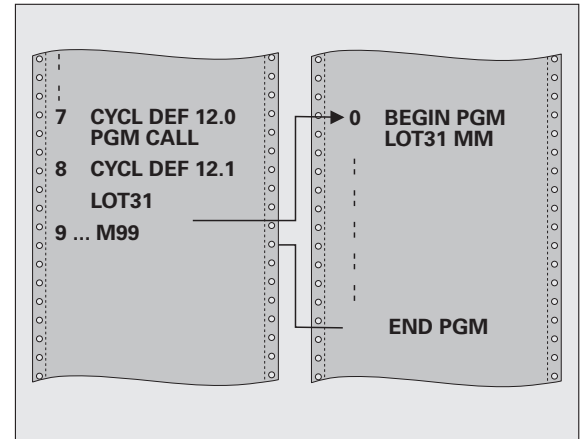 7 CYCL DEF 12.0
PGM CALL
8 CYCL DEF 12.1
LOT31
9 ... M99
0 BEGIN PGM
LOT31 MM
END PGM